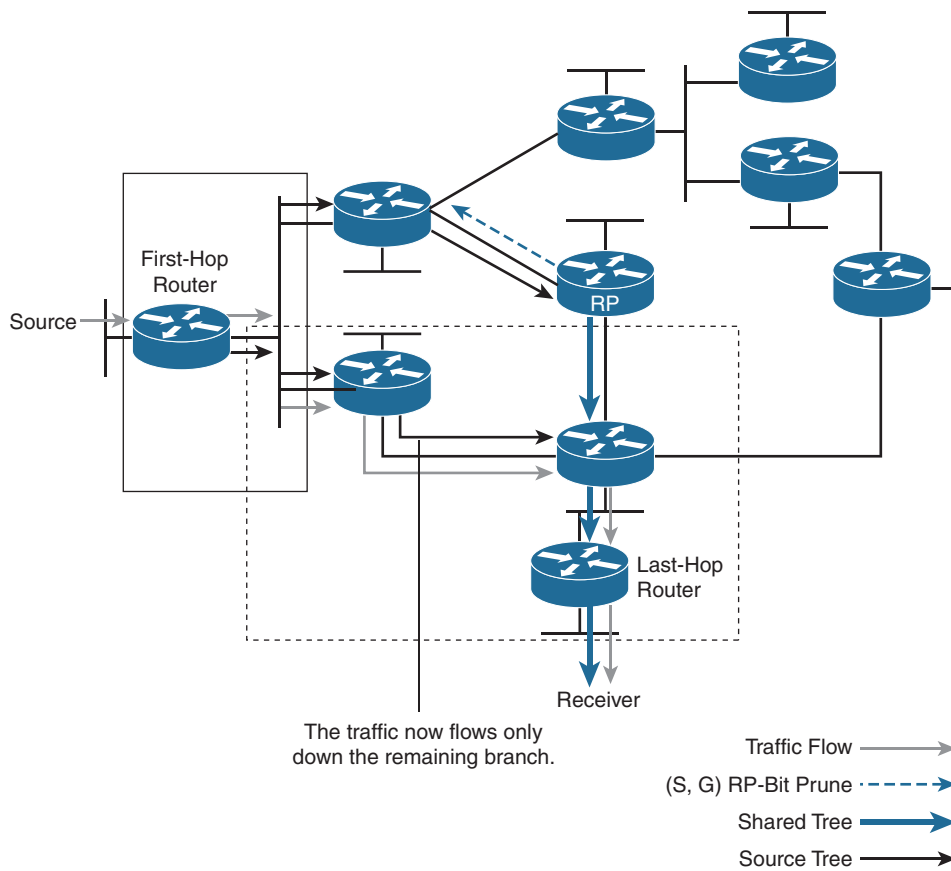 First-Hop
Router
Source
RP
Last-Hop
Router
Receiver
The traffic now flows only
down the remaining branch.
Traffic Flow
(S, G) RP-Bit Prune
Shared Tree
Source Tree